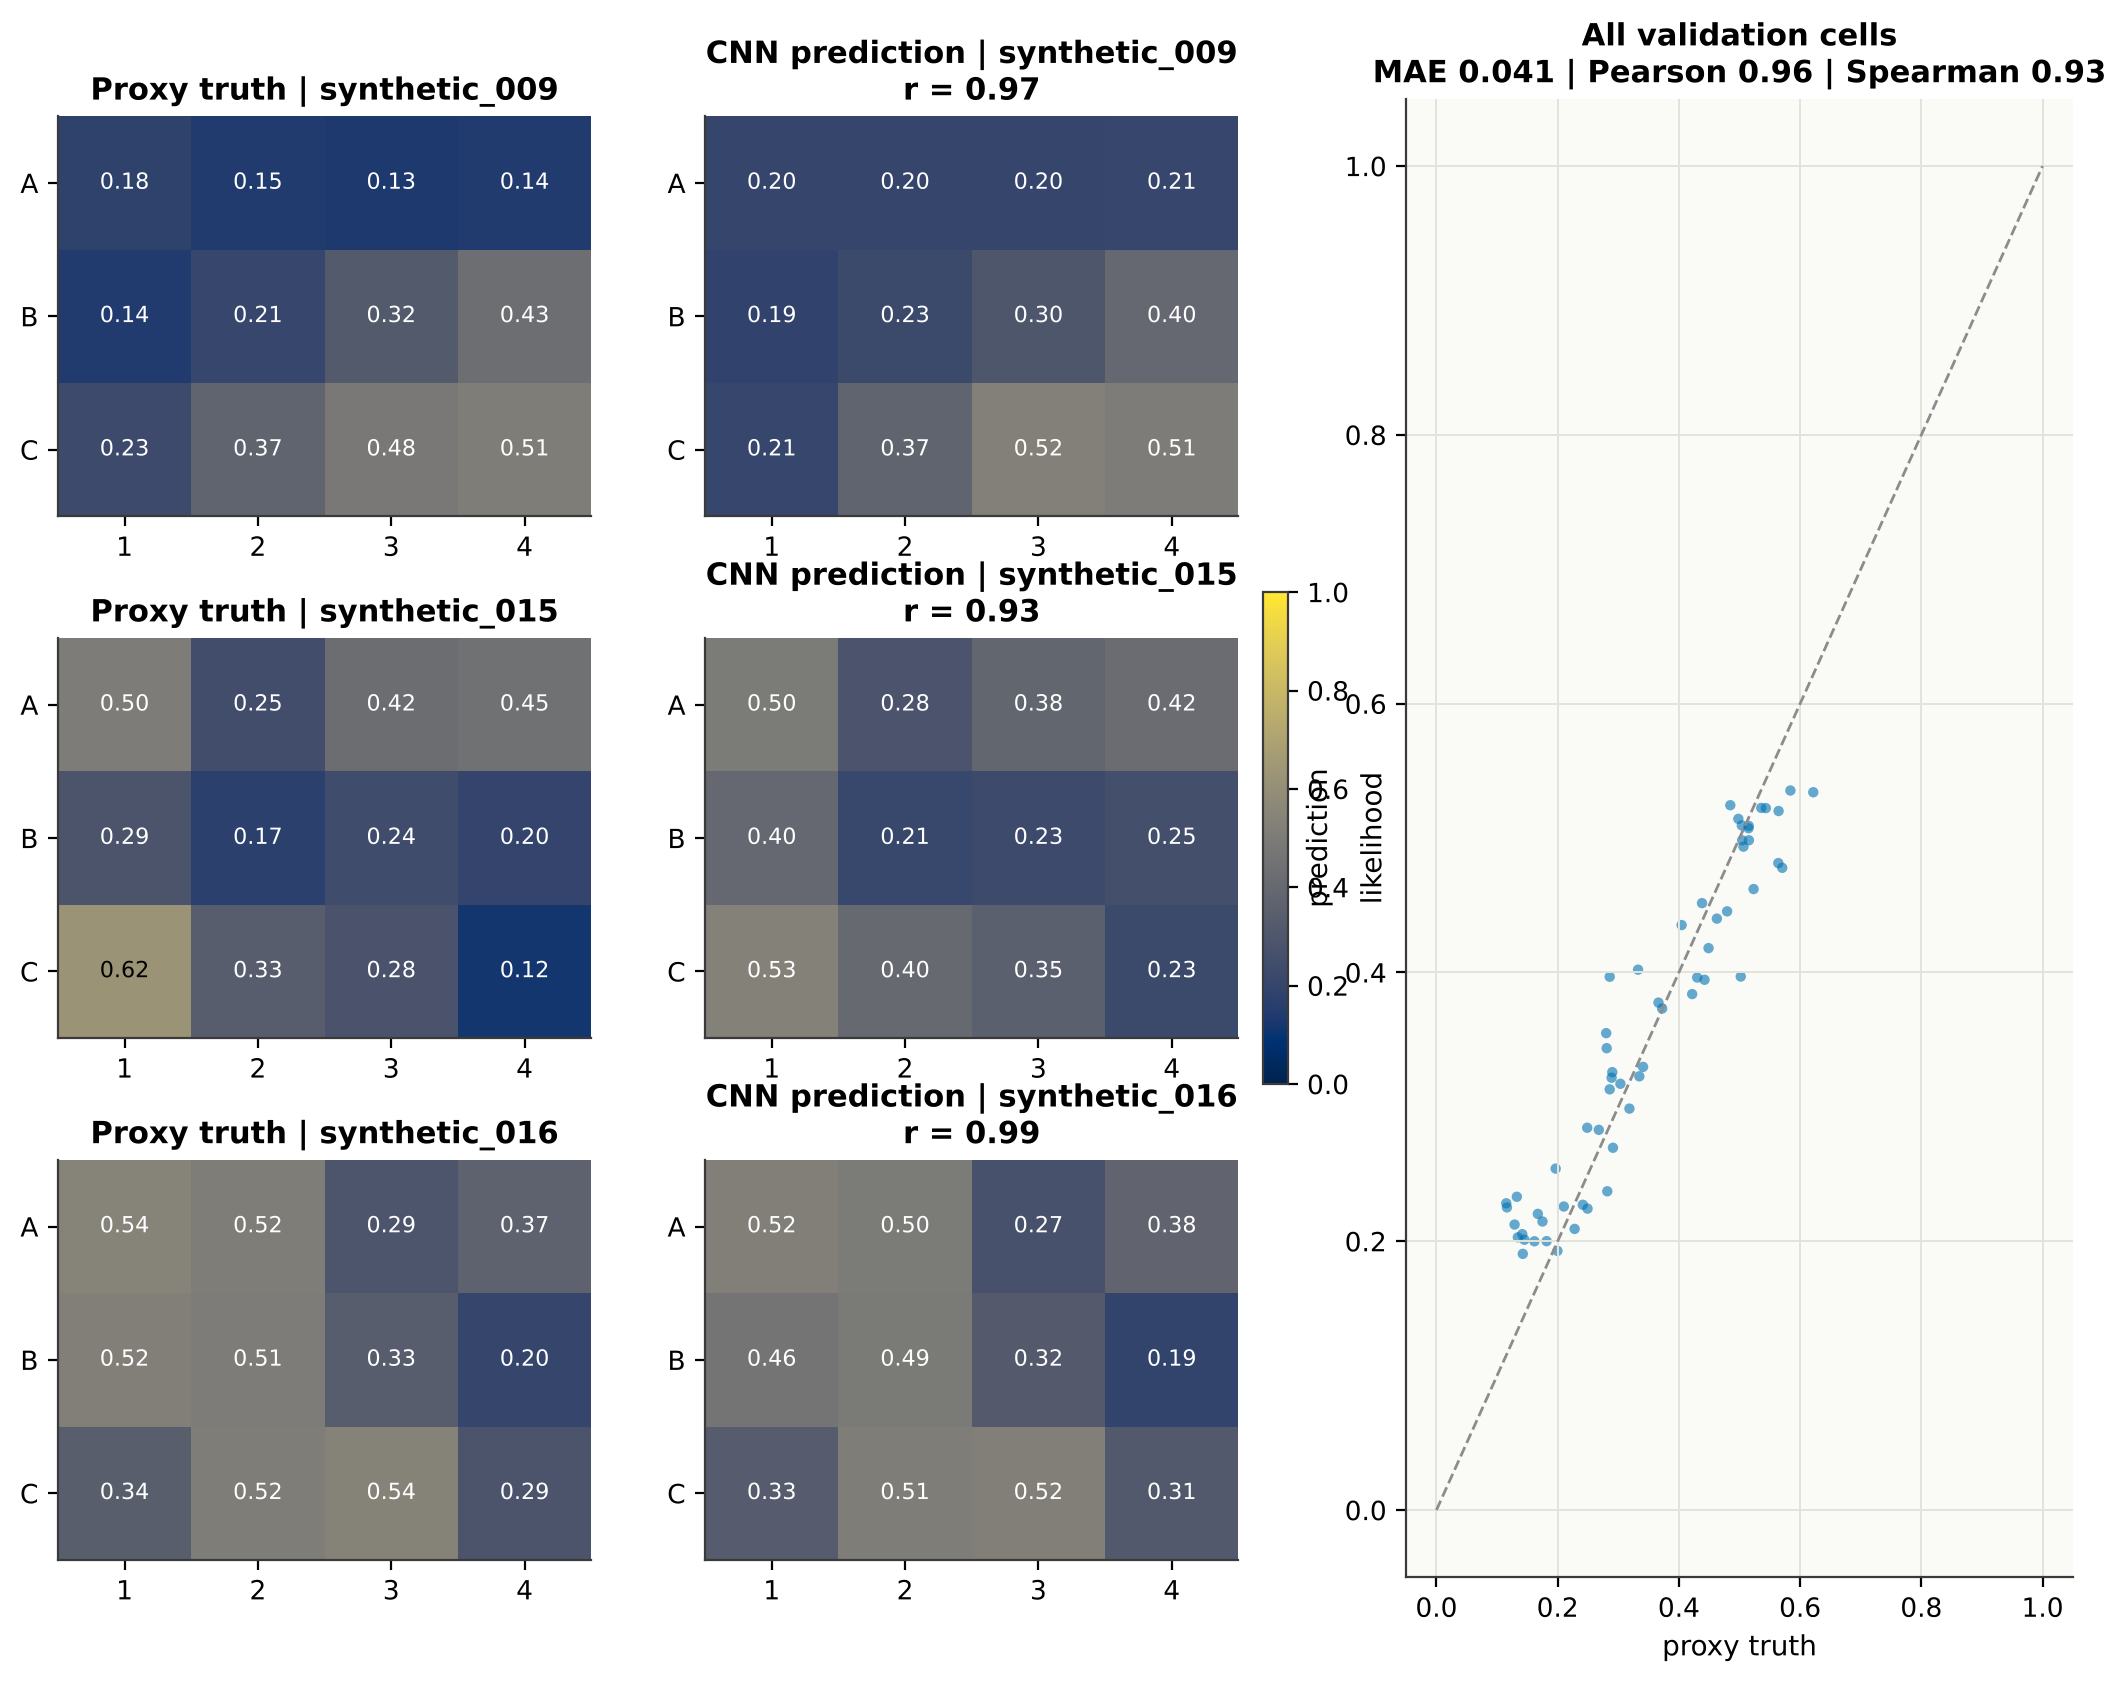 Proxy truth | synthetic_009
A
B
C
0.18 0.15 0.13 0.14
0.14 0.21 0.32 0.43
0.23 0.37 0.48 0.51
1 2 3 4
CNN prediction | synthetic_009
r = 0.97
A
B
C
0.20 0.20 0.20 0.21
0.19 0.23 0.30 0.40
0.21 0.37 0.52 0.51
1 2 3 4
Proxy truth | synthetic_015
A
B
C
0.50 0.25 0.42 0.45
0.29 0.17 0.24 0.20
0.62 0.33 0.28 0.12
1 2 3 4
CNN prediction | synthetic_015
r = 0.93
A
B
C
0.50 0.28 0.38 0.42
0.40 0.21 0.23 0.25
0.53 0.40 0.35 0.23
1 2 3 4
Proxy truth | synthetic_016
A
B
C
0.54 0.52 0.29 0.37
0.52 0.51 0.33 0.20
0.34 0.52 0.54 0.29
1 2 3 4
CNN prediction | synthetic_016
r = 0.99
A
B
C
0.52 0.50 0.27 0.38
0.46 0.49 0.32 0.19
0.33 0.51 0.52 0.31
1 2 3 4
1.0
0.8
0.6
0.4
0.2
0.0
likelihood
All validation cells
MAE 0.041 | Pearson 0.96 | Spearman 0.93
prediction
1.0
0.8
0.6
0.4
0.2
0.0
0.0 0.2 0.4 0.6 0.8 1.0
proxy truth